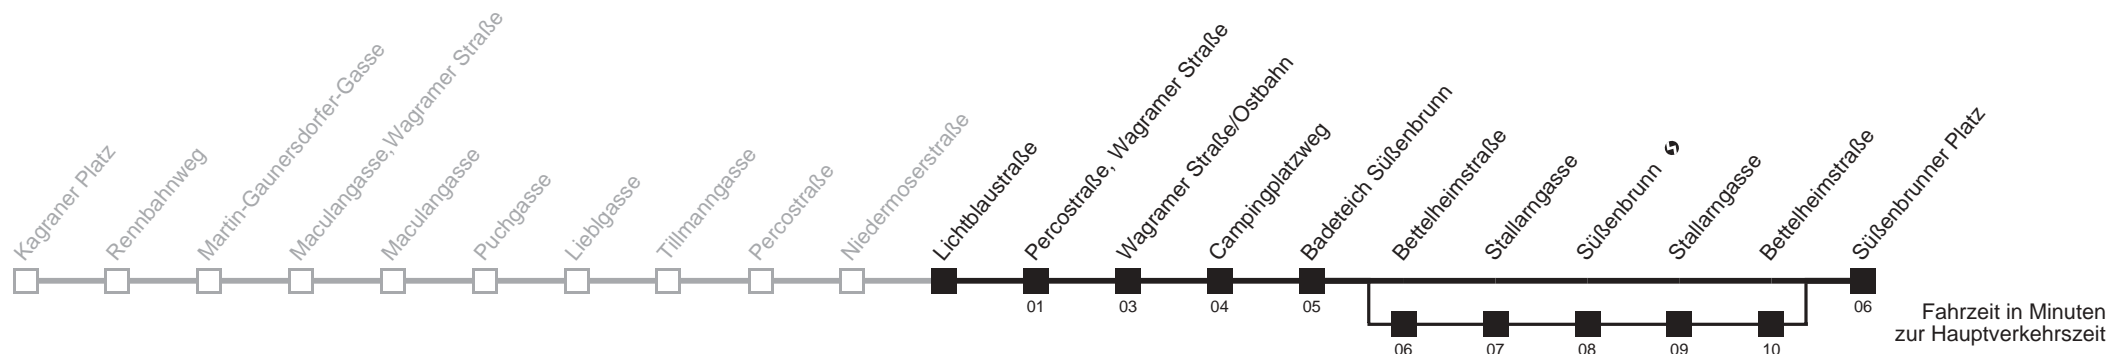 Kagraner Platz
Rennbahnweg
Martin-Gaunersdorfer-Gasse
Maculangasse, Wagramer Straße
Maculangasse
Puchgasse
Lieblgasse
Tillmanngasse
Percostraße
Niedermoserstraße
Lichtblaustraße
Percostraße, Wagramer Straße
Wagramer Straße/Ostbahn
Campingplatzweg
Badeteich Süßenbrunn
Bettelheimstraße
Stallarngasse
Süßenbrunn
Stallarngasse
Bettelheimstraße
Süßenbrunner Platz
01
03
04
05
06
Fahrzeit in Minuten
zur Hauptverkehrszeit
06
07
08
09
10